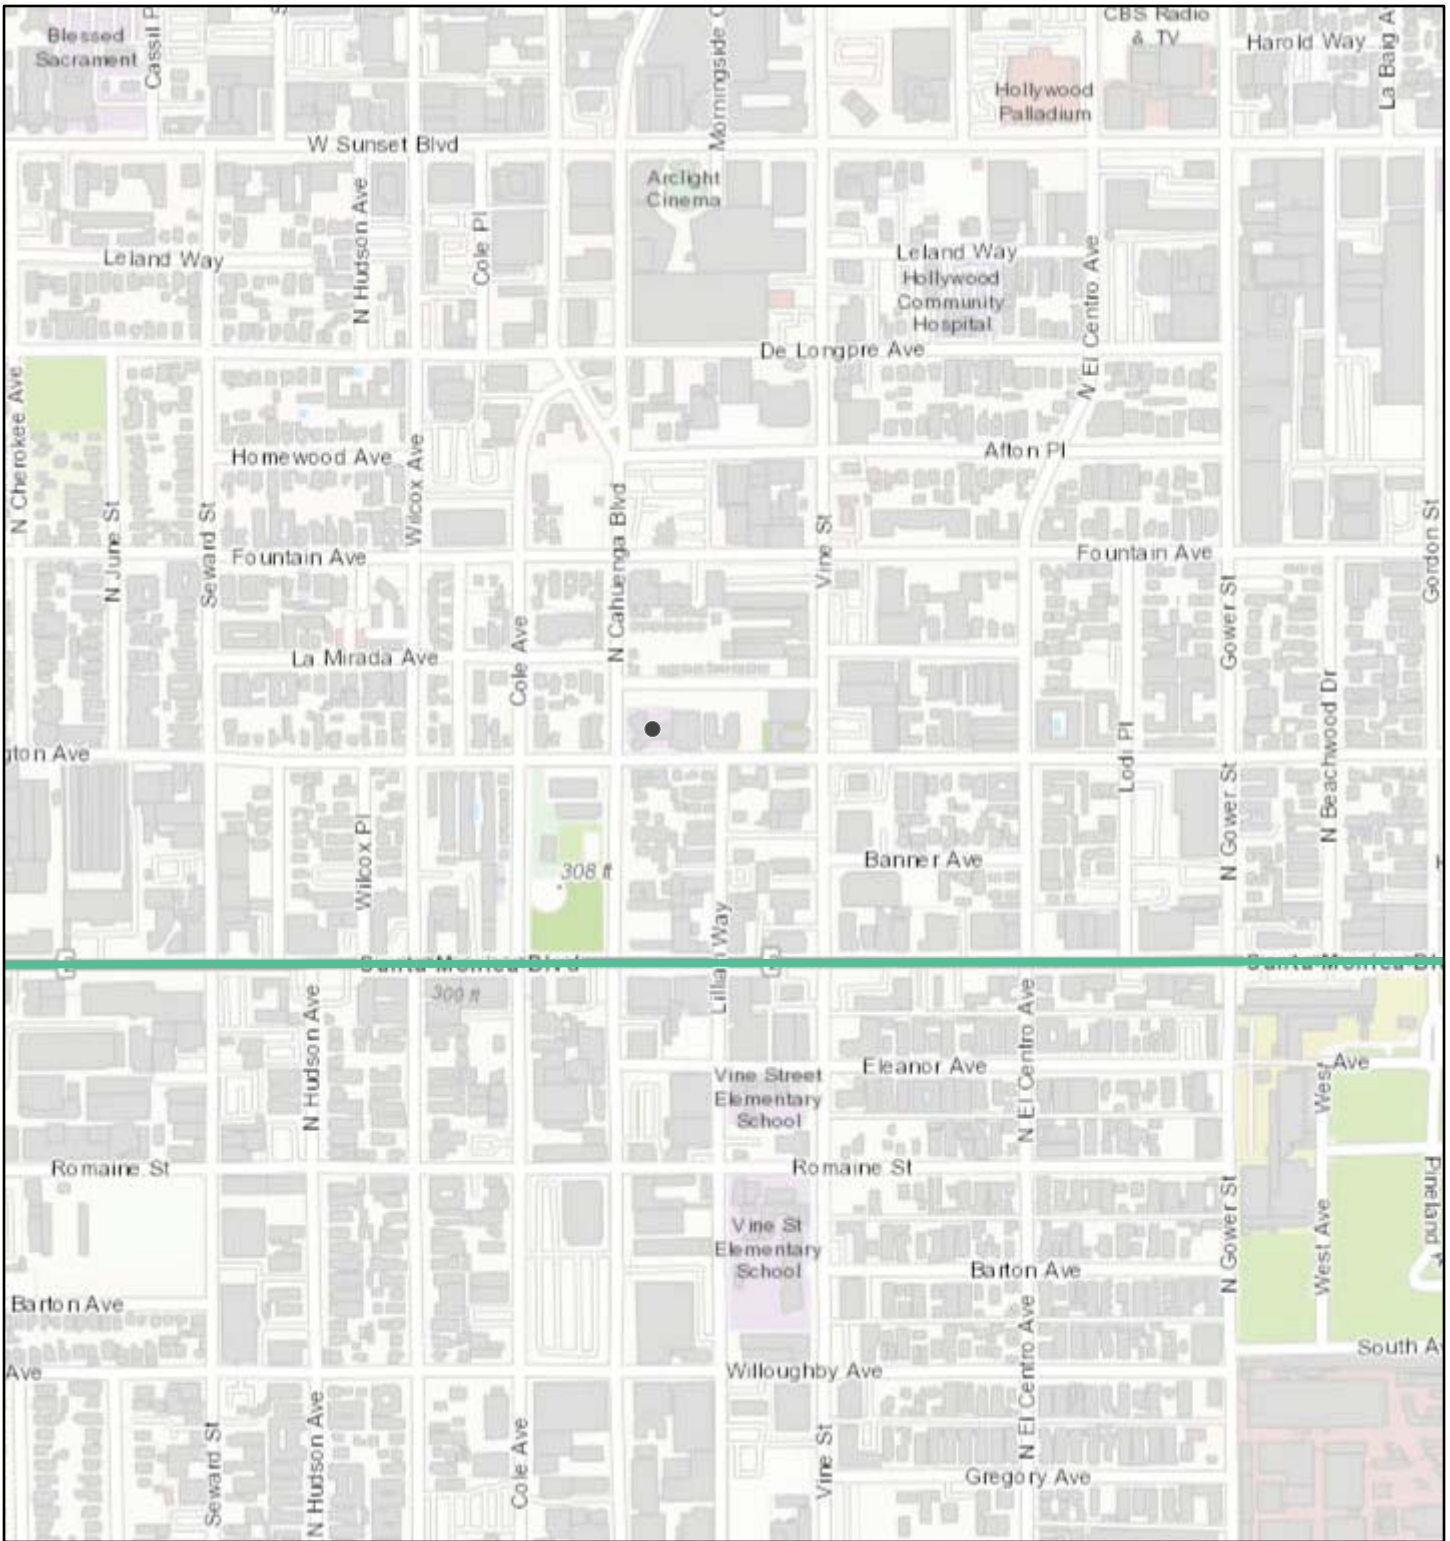 CBS Radio
& TV
Blessed
Sacrament
Harold Way
La Baig A
Morningside
Hollywood
Palladium
W Sunset Blvd
Arclight
Cinema
N Hudson Ave
Cole Pl
Leland Way
Leland Way
Hollywood
Community
Hospital
N El Centro Ave
De Longpre Ave
N Cherokee Ave
Homewood Ave
Wilcox Ave
Afton Pl
N June St
Seward St
N Cahuenga Blvd
Vine St
Gordon St
Fountain Ave
Fountain Ave
Gower St
La Mirada Ave
Cole Ave
N Beachwood Dr
gton Ave
Lodi Pl
N Gower St
Wilcox Pl
Banner Ave
308 ft
Lillian Way
Santa Monica Blvd
300 ft
N Hudson Ave
N El Centro Ave
Vine Street
Elementary
School
Eleanor Ave
West Ave
Romaine St
Romaine St
Pineland A
Vine St
Elementary
School
N Gower St
West Ave
Barton Ave
Barton Ave
N El Centro Ave
South A
Ave
Willoughby Ave
Seward St
N Hudson Ave
Cole Ave
Vine St
Gregory Ave